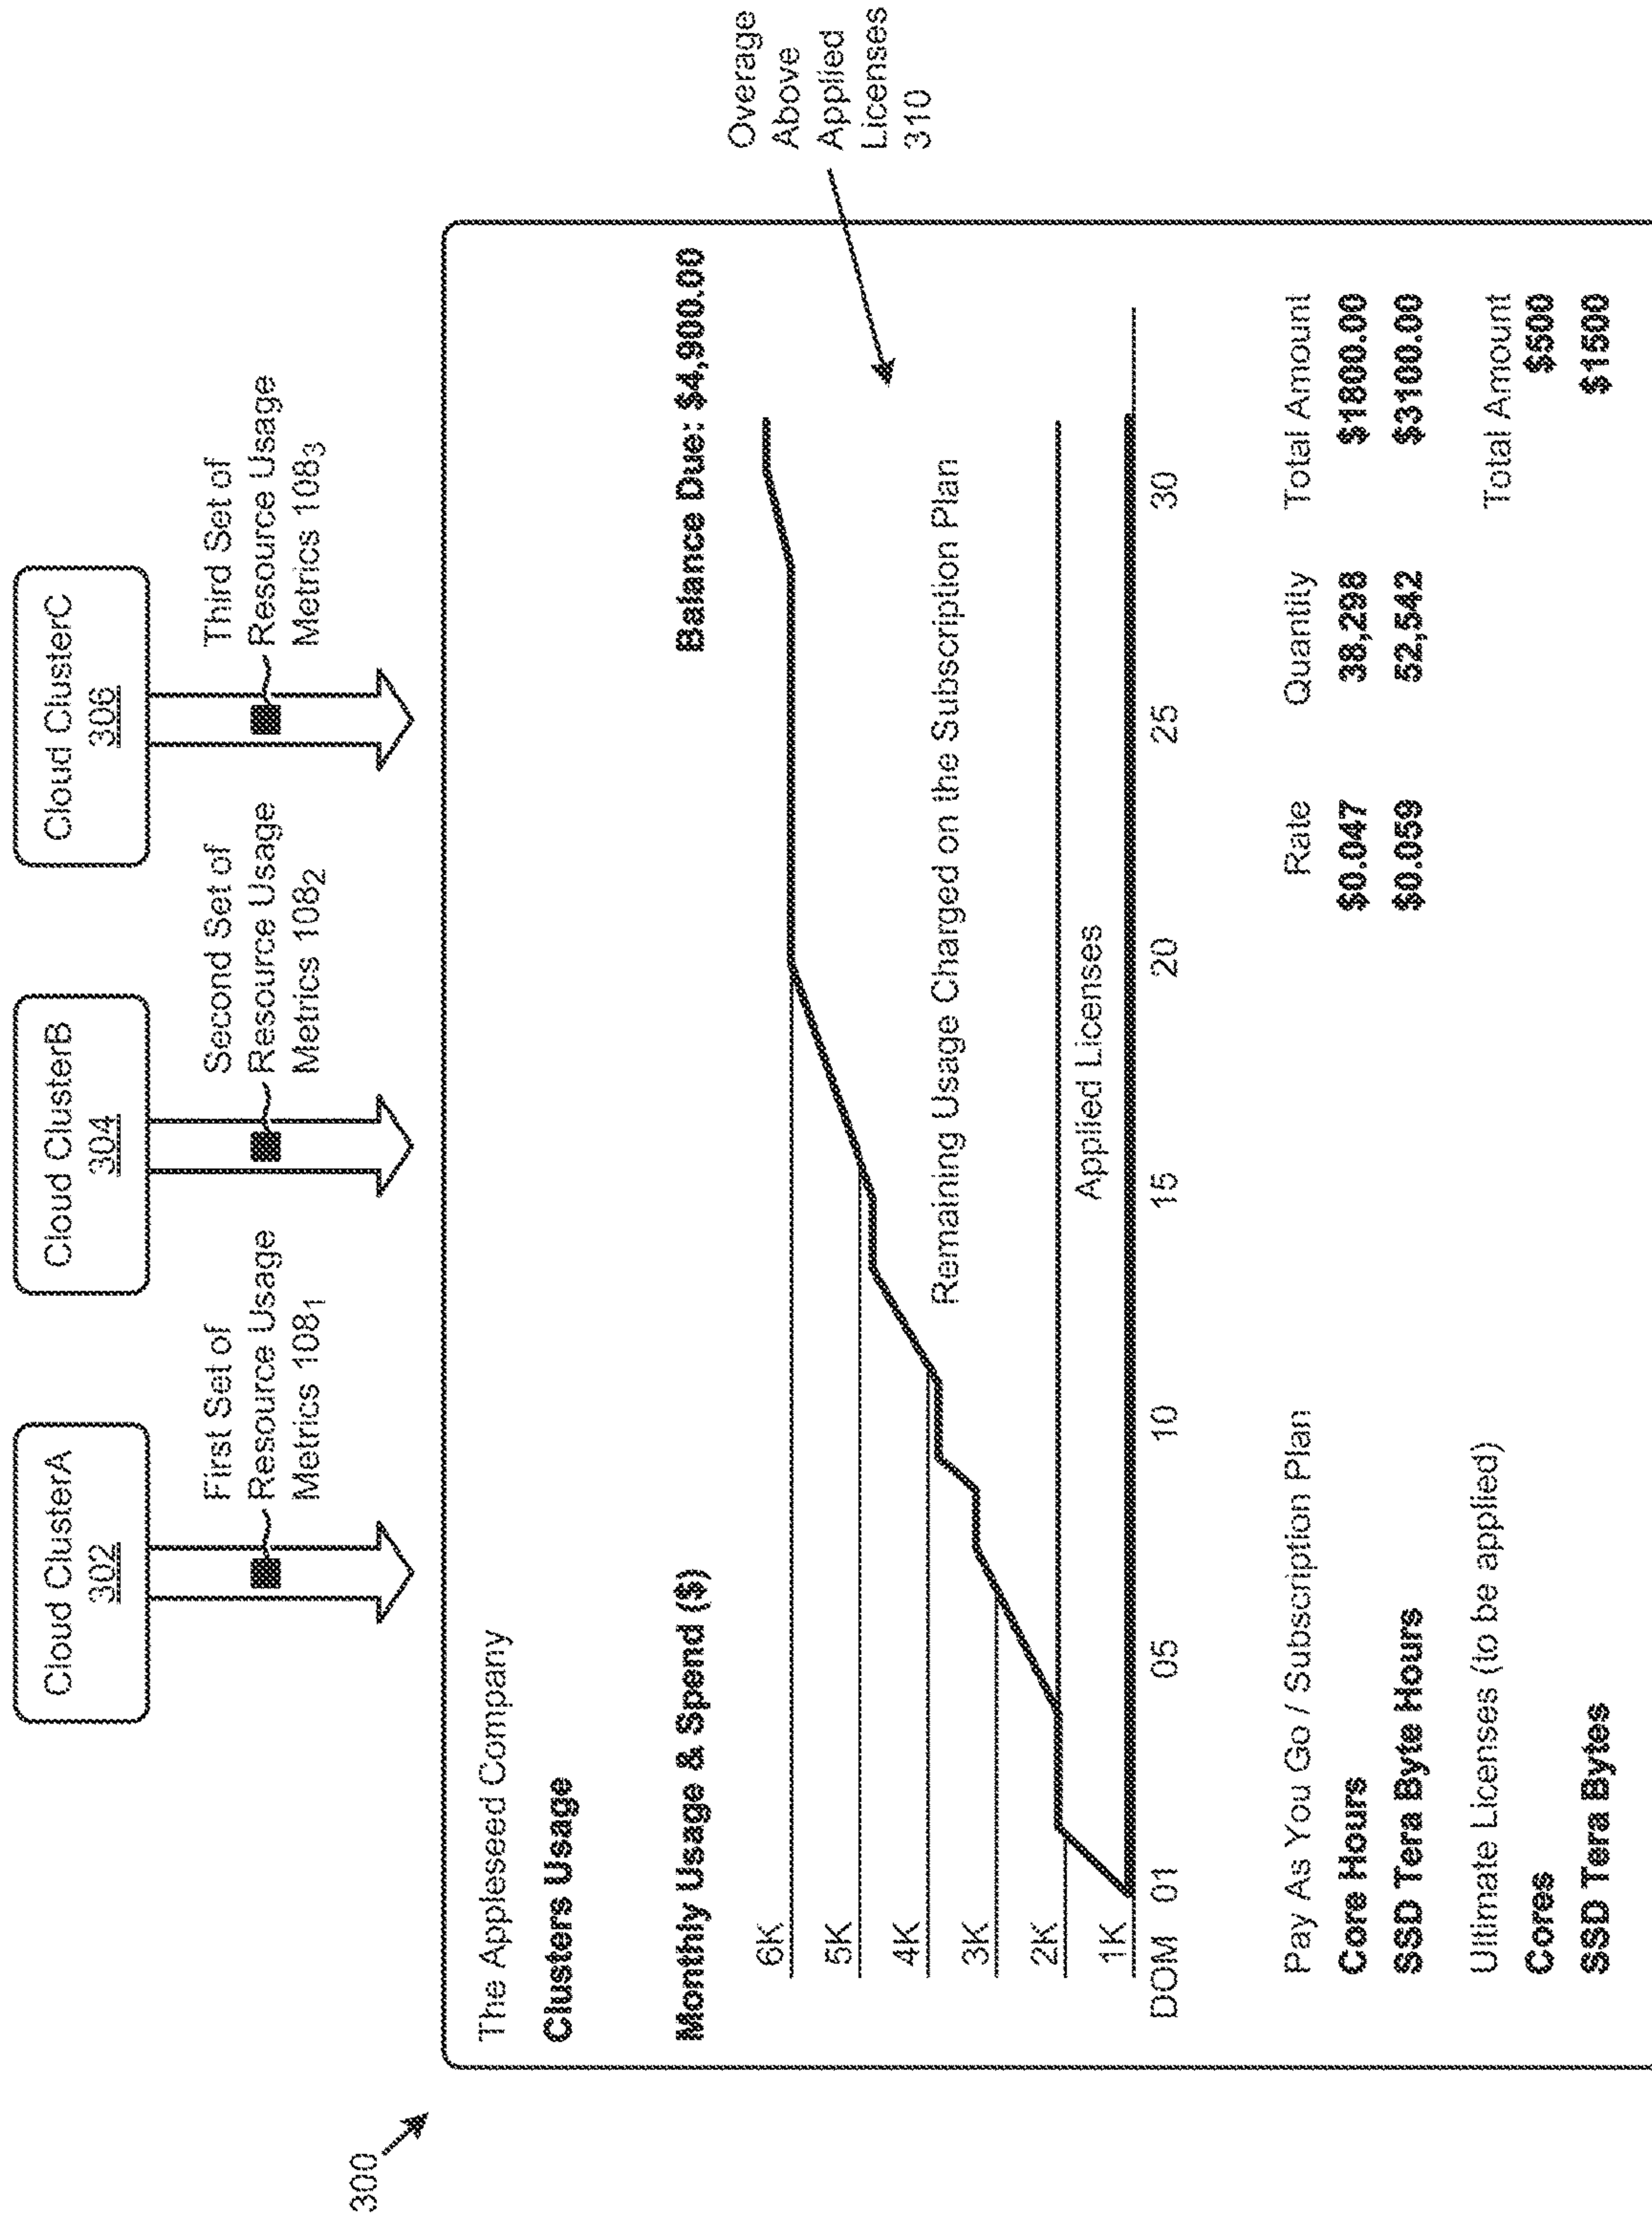 300
Cloud ClusterA
302
Cloud ClusterB
304
Cloud ClusterC
306
First Set of
Resource Usage
Metrics 108₁
Second Set of
Resource Usage
Metrics 108₂
Third Set of
Resource Usage
Metrics 108₃
The Appleseed Company
Clusters Usage
Monthly Usage & Spend ($)
Balance Due: $4,900.00
Overage
Above
Applied
Licenses
310
6K
5K
4K
3K
2K
1K
Remaining Usage Charged on the Subscription Plan
Applied Licenses
DOM 01 05 10 15 20 25 30
Pay As You Go / Subscription Plan Rate Quantity Total Amount
Core Hours $0.047 38,298 $1800.00
SSD Tera Byte Hours $0.059 52,542 $3100.00
Ultimate Licenses (to be applied) Total Amount
Cores $500
SSD Tera Bytes $1500